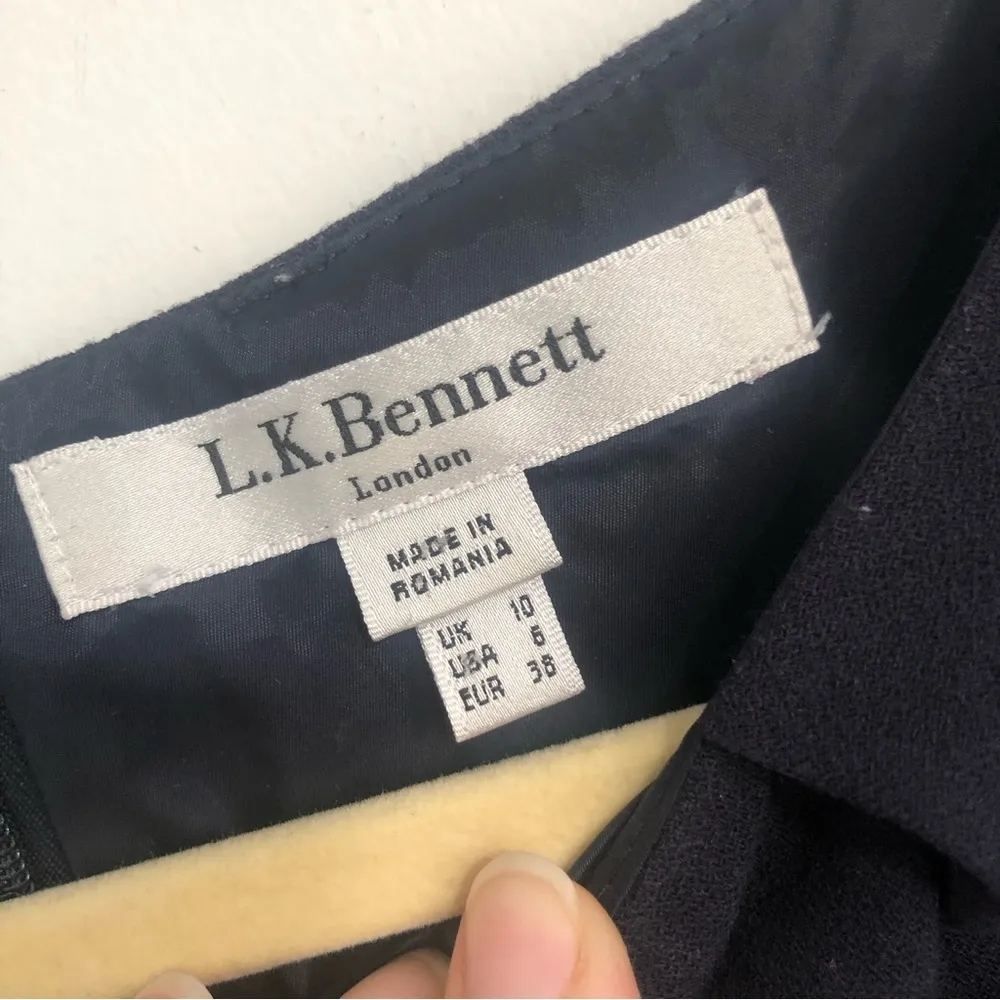 L.K.Bennett
London
MADE IN
ROMANIA
UK 10
USA 6
EUR 38